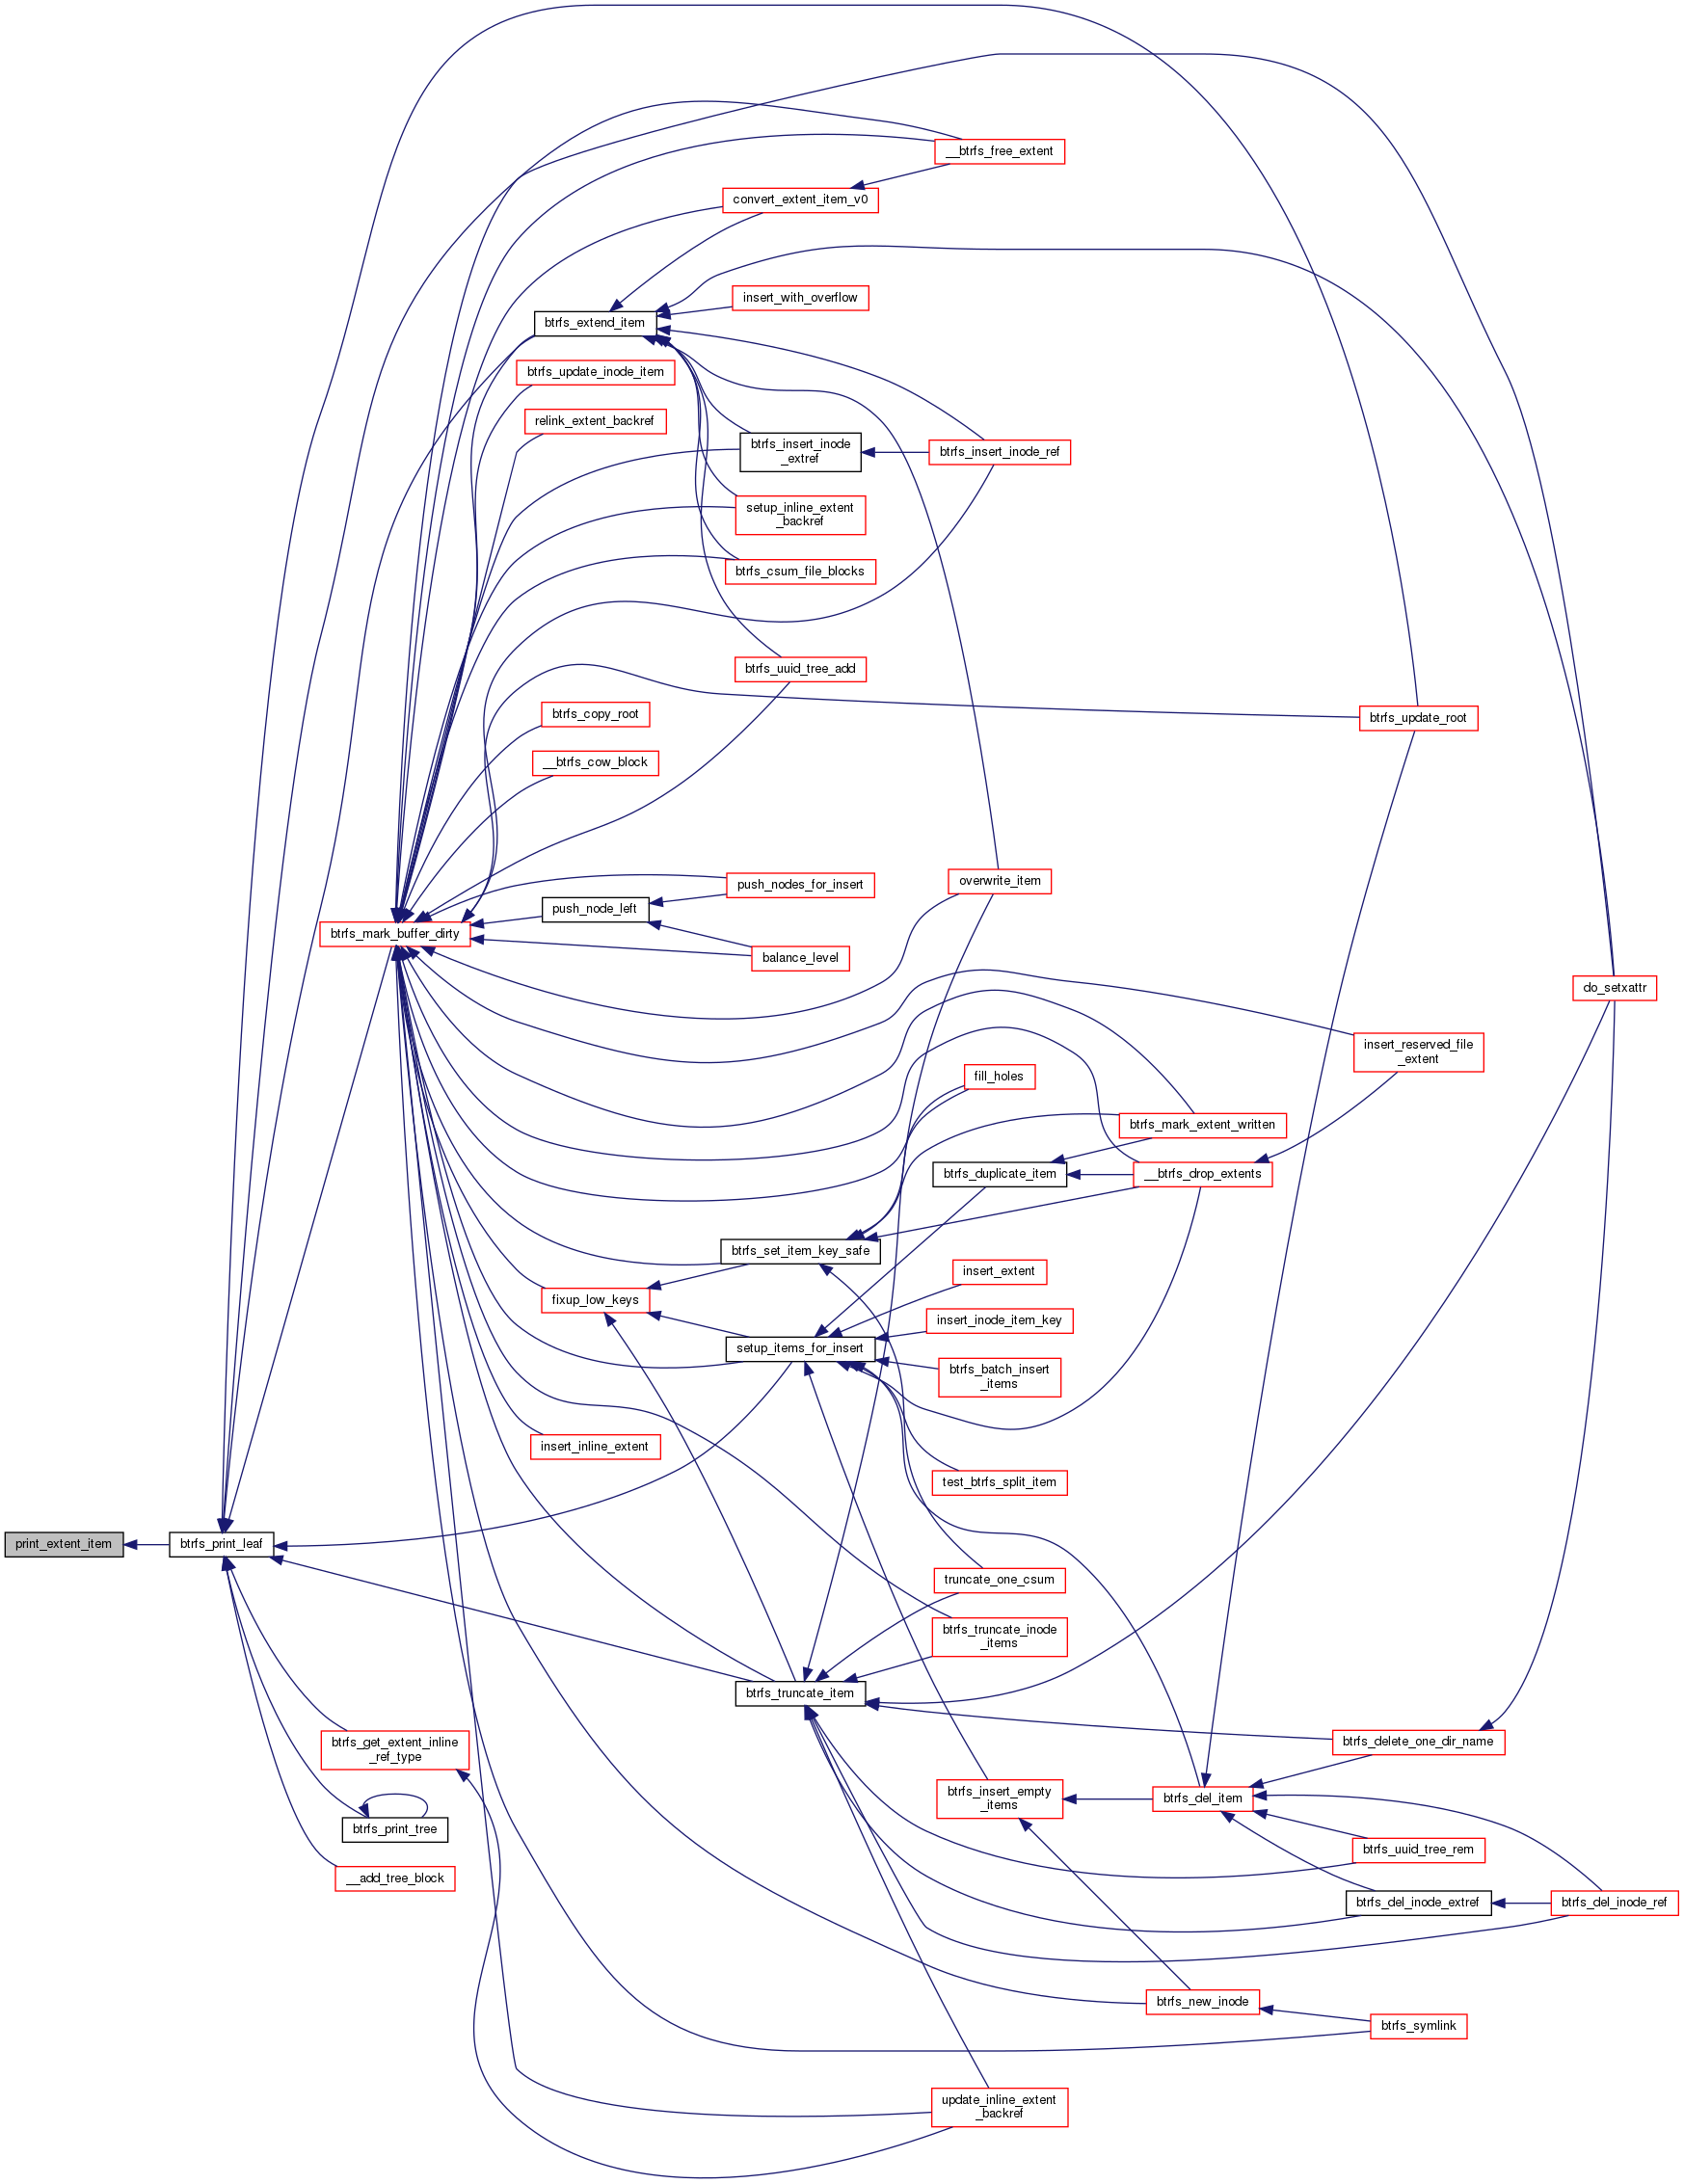 __btrfs_free_extent
convert_extent_item_v0
insert_with_overflow
btrfs_extend_item
btrfs_update_inode_item
relink_extent_backref
btrfs_insert_inode
_extref
btrfs_insert_inode_ref
setup_inline_extent
_backref
btrfs_csum_file_blocks
btrfs_uuid_tree_add
btrfs_copy_root
btrfs_update_root
__btrfs_cow_block
overwrite_item
push_nodes_for_insert
push_node_left
btrfs_mark_buffer_dirty
balance_level
do_setxattr
insert_reserved_file
_extent
fill_holes
btrfs_mark_extent_written
btrfs_duplicate_item
__btrfs_drop_extents
btrfs_set_item_key_safe
insert_extent
fixup_low_keys
insert_inode_item_key
setup_items_for_insert
btrfs_batch_insert
_items
insert_inline_extent
test_btrfs_split_item
print_extent_item
btrfs_print_leaf
truncate_one_csum
btrfs_truncate_inode
_items
btrfs_truncate_item
btrfs_get_extent_inline
_ref_type
btrfs_delete_one_dir_name
btrfs_insert_empty
_items
btrfs_del_item
btrfs_print_tree
btrfs_uuid_tree_rem
__add_tree_block
btrfs_del_inode_extref
btrfs_del_inode_ref
btrfs_new_inode
btrfs_symlink
update_inline_extent
_backref